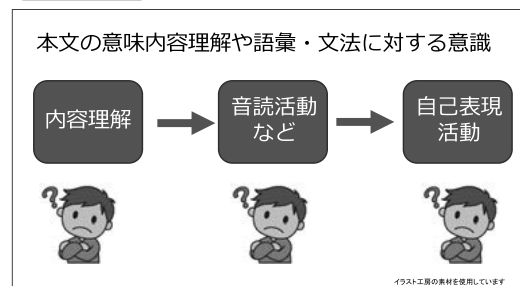 本文の意味内容理解や語彙・文法に対する意識
内容理解
音読活動
など
自己表現
活動
?
?
?
イラスト工房の素材を使用しています